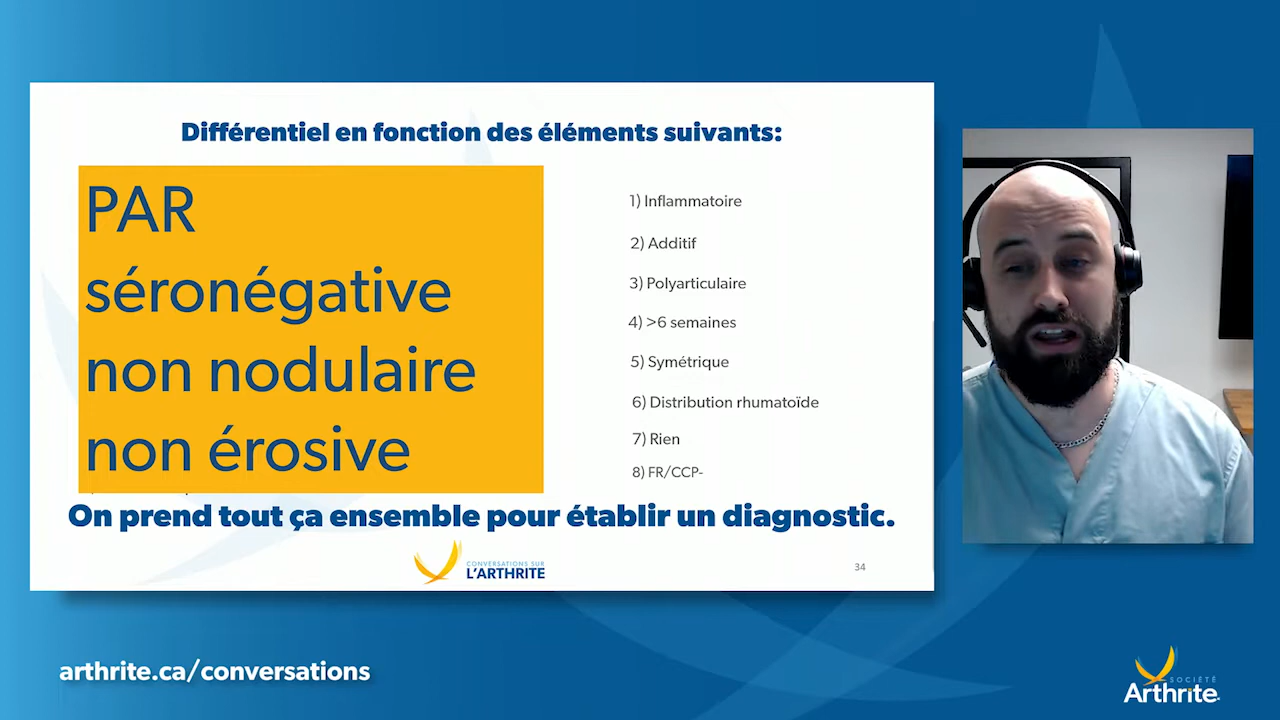 Différentiel en fonction des éléments suivants:
PAR
séronégative
non nodulaire
non érosive
1) Inflammatoire
2) Additif
3) Polyarticulaire
4) >6 semaines
5) Symétrique
6) Distribution rhumatoïde
7) Rien
8) FR/CCP-
On prend tout ça ensemble pour établir un diagnostic.
CONVERSATIONS SUR
L'ARTHRITE
34
arthrite.ca/conversations
SOCIÉTÉ
Arthrite